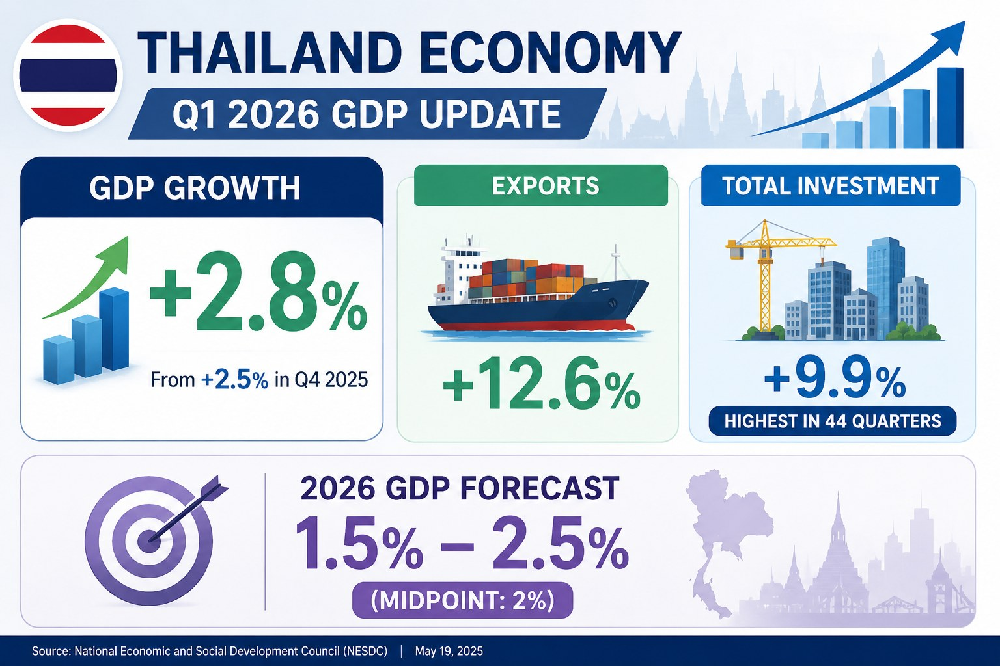 THAILAND ECONOMY
Q1 2026 GDP UPDATE
GDP GROWTH
+2.8%
From +2.5% in Q4 2025
EXPORTS
+12.6%
TOTAL INVESTMENT
+9.9%
HIGHEST IN 44 QUARTERS
2026 GDP FORECAST
1.5% – 2.5%
(MIDPOINT: 2%)
Source: National Economic and Social Development Council (NESDC) | May 19, 2025